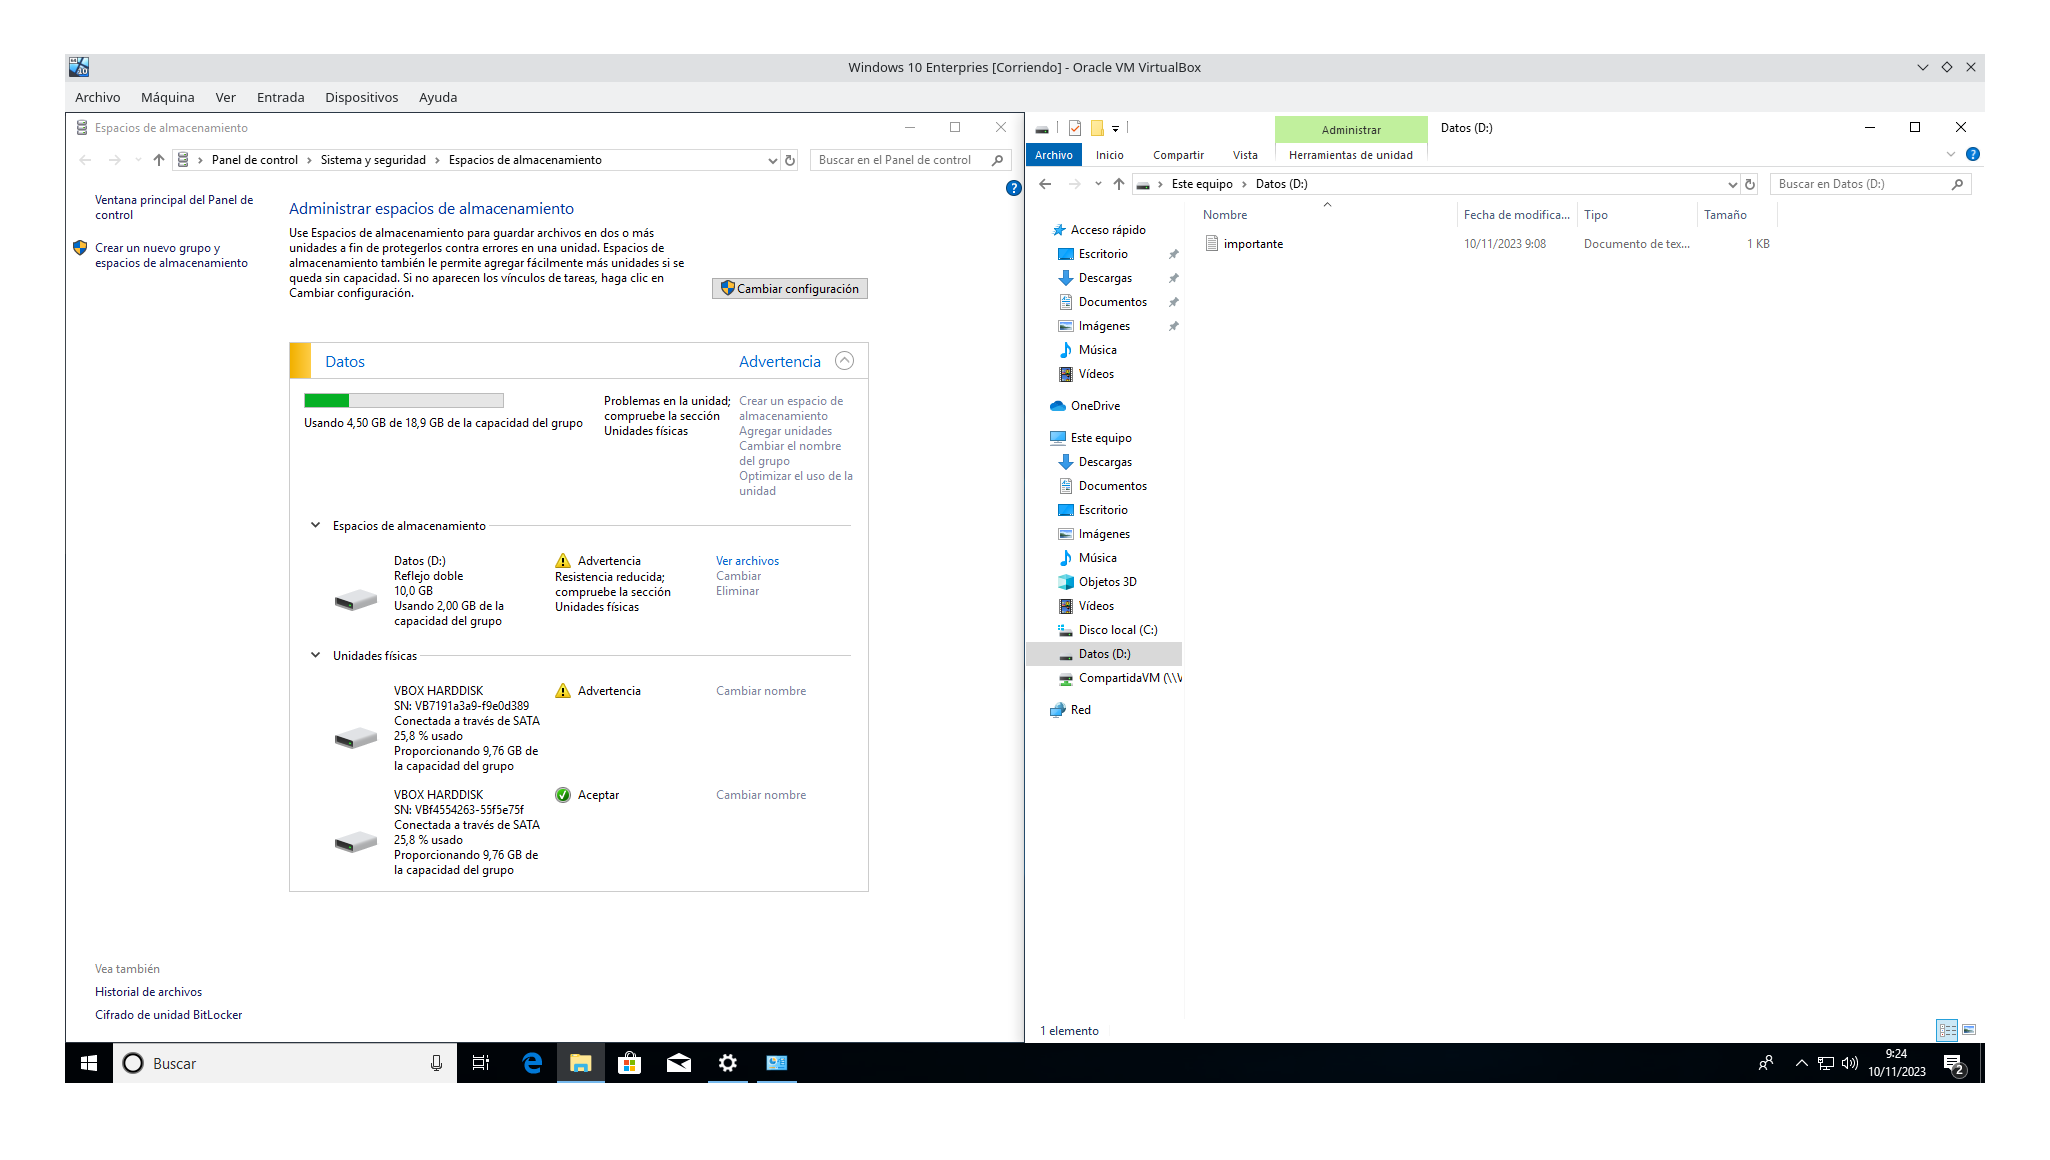 Windows 10 Enterpries [Corriendo] - Oracle VM VirtualBox
Archivo Máquina Ver Entrada Dispositivos Ayuda
Espacios de almacenamiento
Panel de control Sistema y seguridad Espacios de almacenamiento
Buscar en el Panel de control
Ventana principal del Panel de
control
Crear un nuevo grupo y
espacios de almacenamiento
Administrar espacios de almacenamiento
Use Espacios de almacenamiento para guardar archivos en dos o más
unidades a fin de protegerlos contra errores en una unidad. Espacios de
almacenamiento también le permite agregar fácilmente más unidades si se
queda sin capacidad. Si no aparecen los vínculos de tareas, haga clic en
Cambiar configuración.
Cambiar configuración
Datos
Advertencia
Usando 4,50 GB de 18,9 GB de la capacidad del grupo
Problemas en la unidad;
compruebe la sección
Unidades físicas
Crear un espacio de
almacenamiento
Agregar unidades
Cambiar el nombre
del grupo
Optimizar el uso de la
unidad
Espacios de almacenamiento
Datos (D:)
Reflejo doble
10,0 GB
Usando 2,00 GB de la
capacidad del grupo
Advertencia
Resistencia reducida;
compruebe la sección
Unidades físicas
Ver archivos
Cambiar
Eliminar
Unidades físicas
VBOX HARDDISK
SN: VB7191a3a9-f9e0d389
Conectada a través de SATA
25,8 % usado
Proporcionando 9,76 GB de
la capacidad del grupo
Advertencia
Cambiar nombre
VBOX HARDDISK
SN: VBf4554263-55f5e75f
Conectada a través de SATA
25,8 % usado
Proporcionando 9,76 GB de
la capacidad del grupo
Aceptar
Cambiar nombre
Vea también
Historial de archivos
Cifrado de unidad BitLocker
Administrar
Datos (D:)
Archivo Inicio Compartir Vista Herramientas de unidad
Este equipo Datos (D:)
Buscar en Datos (D:)
Nombre Fecha de modifica... Tipo Tamaño
importante 10/11/2023 9:08 Documento de tex... 1 KB
Acceso rápido
Escritorio
Descargas
Documentos
Imágenes
Música
Vídeos
OneDrive
Este equipo
Descargas
Documentos
Escritorio
Imágenes
Música
Objetos 3D
Vídeos
Disco local (C:)
Datos (D:)
CompartidaVM (\\V
Red
1 elemento
Buscar
9:24
10/11/2023
2